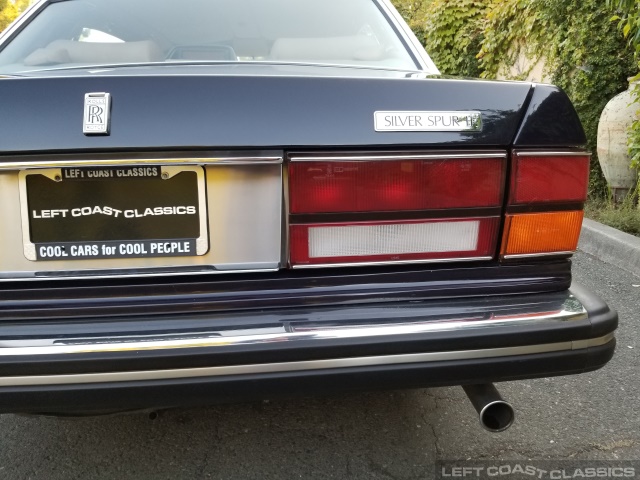 RR
SILVER SPUR II
LEFT COAST CLASSICS
LEFT COAST CLASSICS
COOL CARS for COOL PEOPLE
LEFT COAST CLASSICS